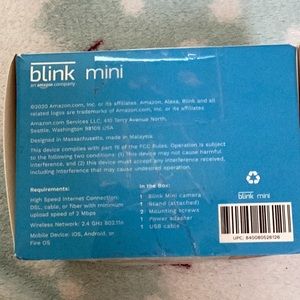 blink mini
an amazon company
©2020 Amazon.com, Inc. or its affiliates. Amazon, Alexa, Blink and all
related logos are trademarks of Amazon.com, Inc. or its affiliates.
Amazon.com Services LLC, 410 Terry Avenue North,
Seattle, Washington 98109 USA
Designed in Massachusetts, made in Malaysia
This device complies with part 15 of the FCC Rules. Operation is subject
to the following two conditions: (1) This device may not cause harmful
interference, and (2) this device must accept any interference received,
including interference that may cause undesired operation.
Requirements:
High Speed Internet Connection:
DSL, cable, or fiber with minimum
upload speed of 2 Mbps
Wireless Network: 2.4 GHz 802.11n
Mobile Device: iOS, Android, or
Fire OS
In the Box:
1 Blink Mini camera
1 Stand (attached)
2 Mounting screws
1 Power adapter
1 USB cable
blink mini
UPC: 840080526126